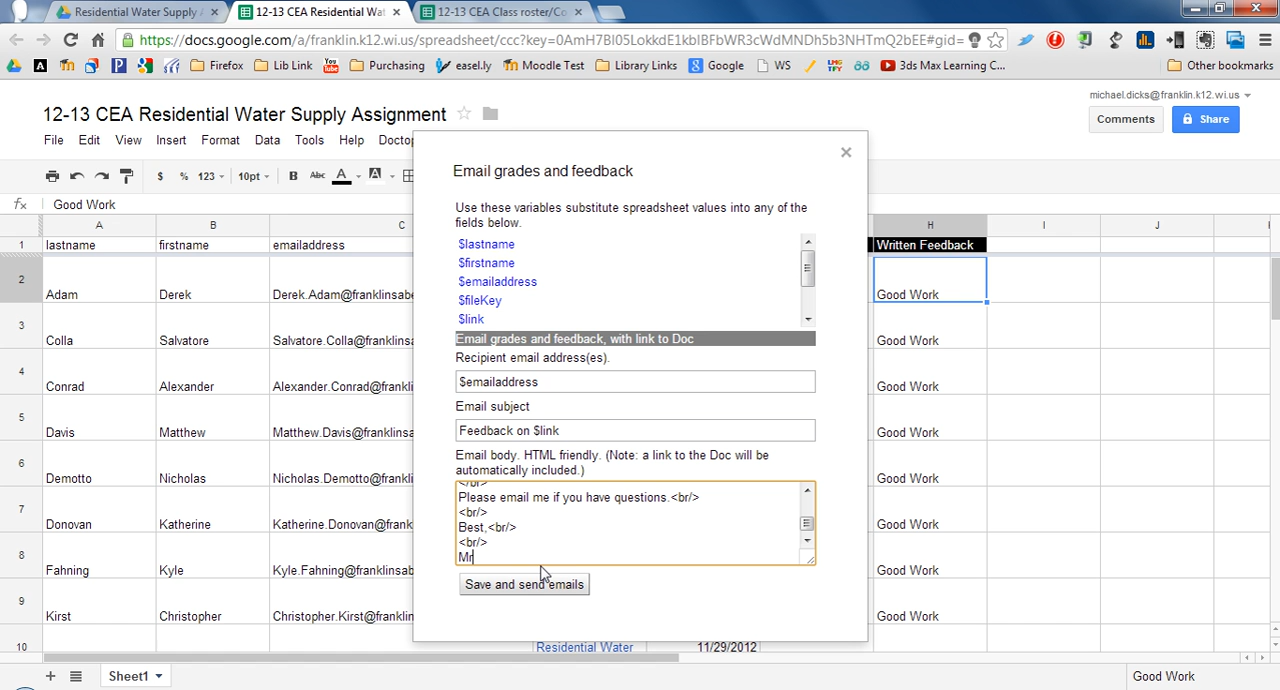 Residential Water Supply A
12-13 CEA Residential Wat
12-13 CEA Class roster/Co
https://docs.google.com/a/franklin.k12.wi.us/spreadsheet/
Firefox Lib Link You Tube Purchasing easel.ly Moodle Test Library Links Google WS LMG TFY 3ds Max Learning C... Other bookmarks
michael.dicks@franklin.k12.wi.us
12-13 CEA Residential Water Supply Assignment
Comments Share
File Edit View Insert Format Data Tools Help Doctop
$ % 123 10pt B Abc A A
fx Good Work
A B C H I J
1 lastname firstname emailaddress Written Feedback
2 Adam Derek Derek.Adam@franklinsabe Good Work
3 Colla Salvatore Salvatore.Colla@franklins Good Work
4 Conrad Alexander Alexander.Conrad@frankli Good Work
5 Davis Matthew Matthew.Davis@franklinsa Good Work
6 Demotto Nicholas Nicholas.Demotto@frankli Good Work
7 Donovan Katherine Katherine.Donovan@frank Good Work
8 Fahning Kyle Kyle.Fahning@franklinsab Good Work
9 Kirst Christopher Christopher.Kirst@franklin Good Work
10 Residential Water 11/29/2012
Email grades and feedback
Use these variables substitute spreadsheet values into any of the
fields below.
$lastname
$firstname
$emailaddress
$fileKey
$link
Email grades and feedback, with link to Doc
Recipient email address(es).
$emailaddress
Email subject
Feedback on $link
Email body. HTML friendly. (Note: a link to the Doc will be
automatically included.)
Please email me if you have questions.<br/>
<br/>
Best,<br/>
<br/>
Mr
Save and send emails
Sheet1
Good Work